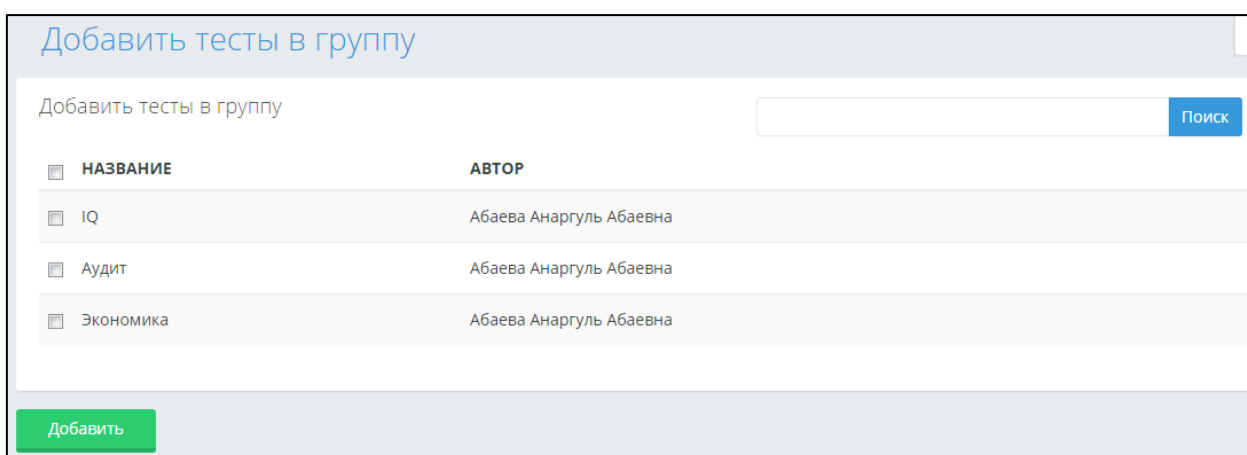 Добавить тесты в группу
Добавить тесты в группу
Поиск
НАЗВАНИЕ АВТОР
IQ Абаева Анаргуль Абаевна
Аудит Абаева Анаргуль Абаевна
Экономика Абаева Анаргуль Абаевна
Добавить